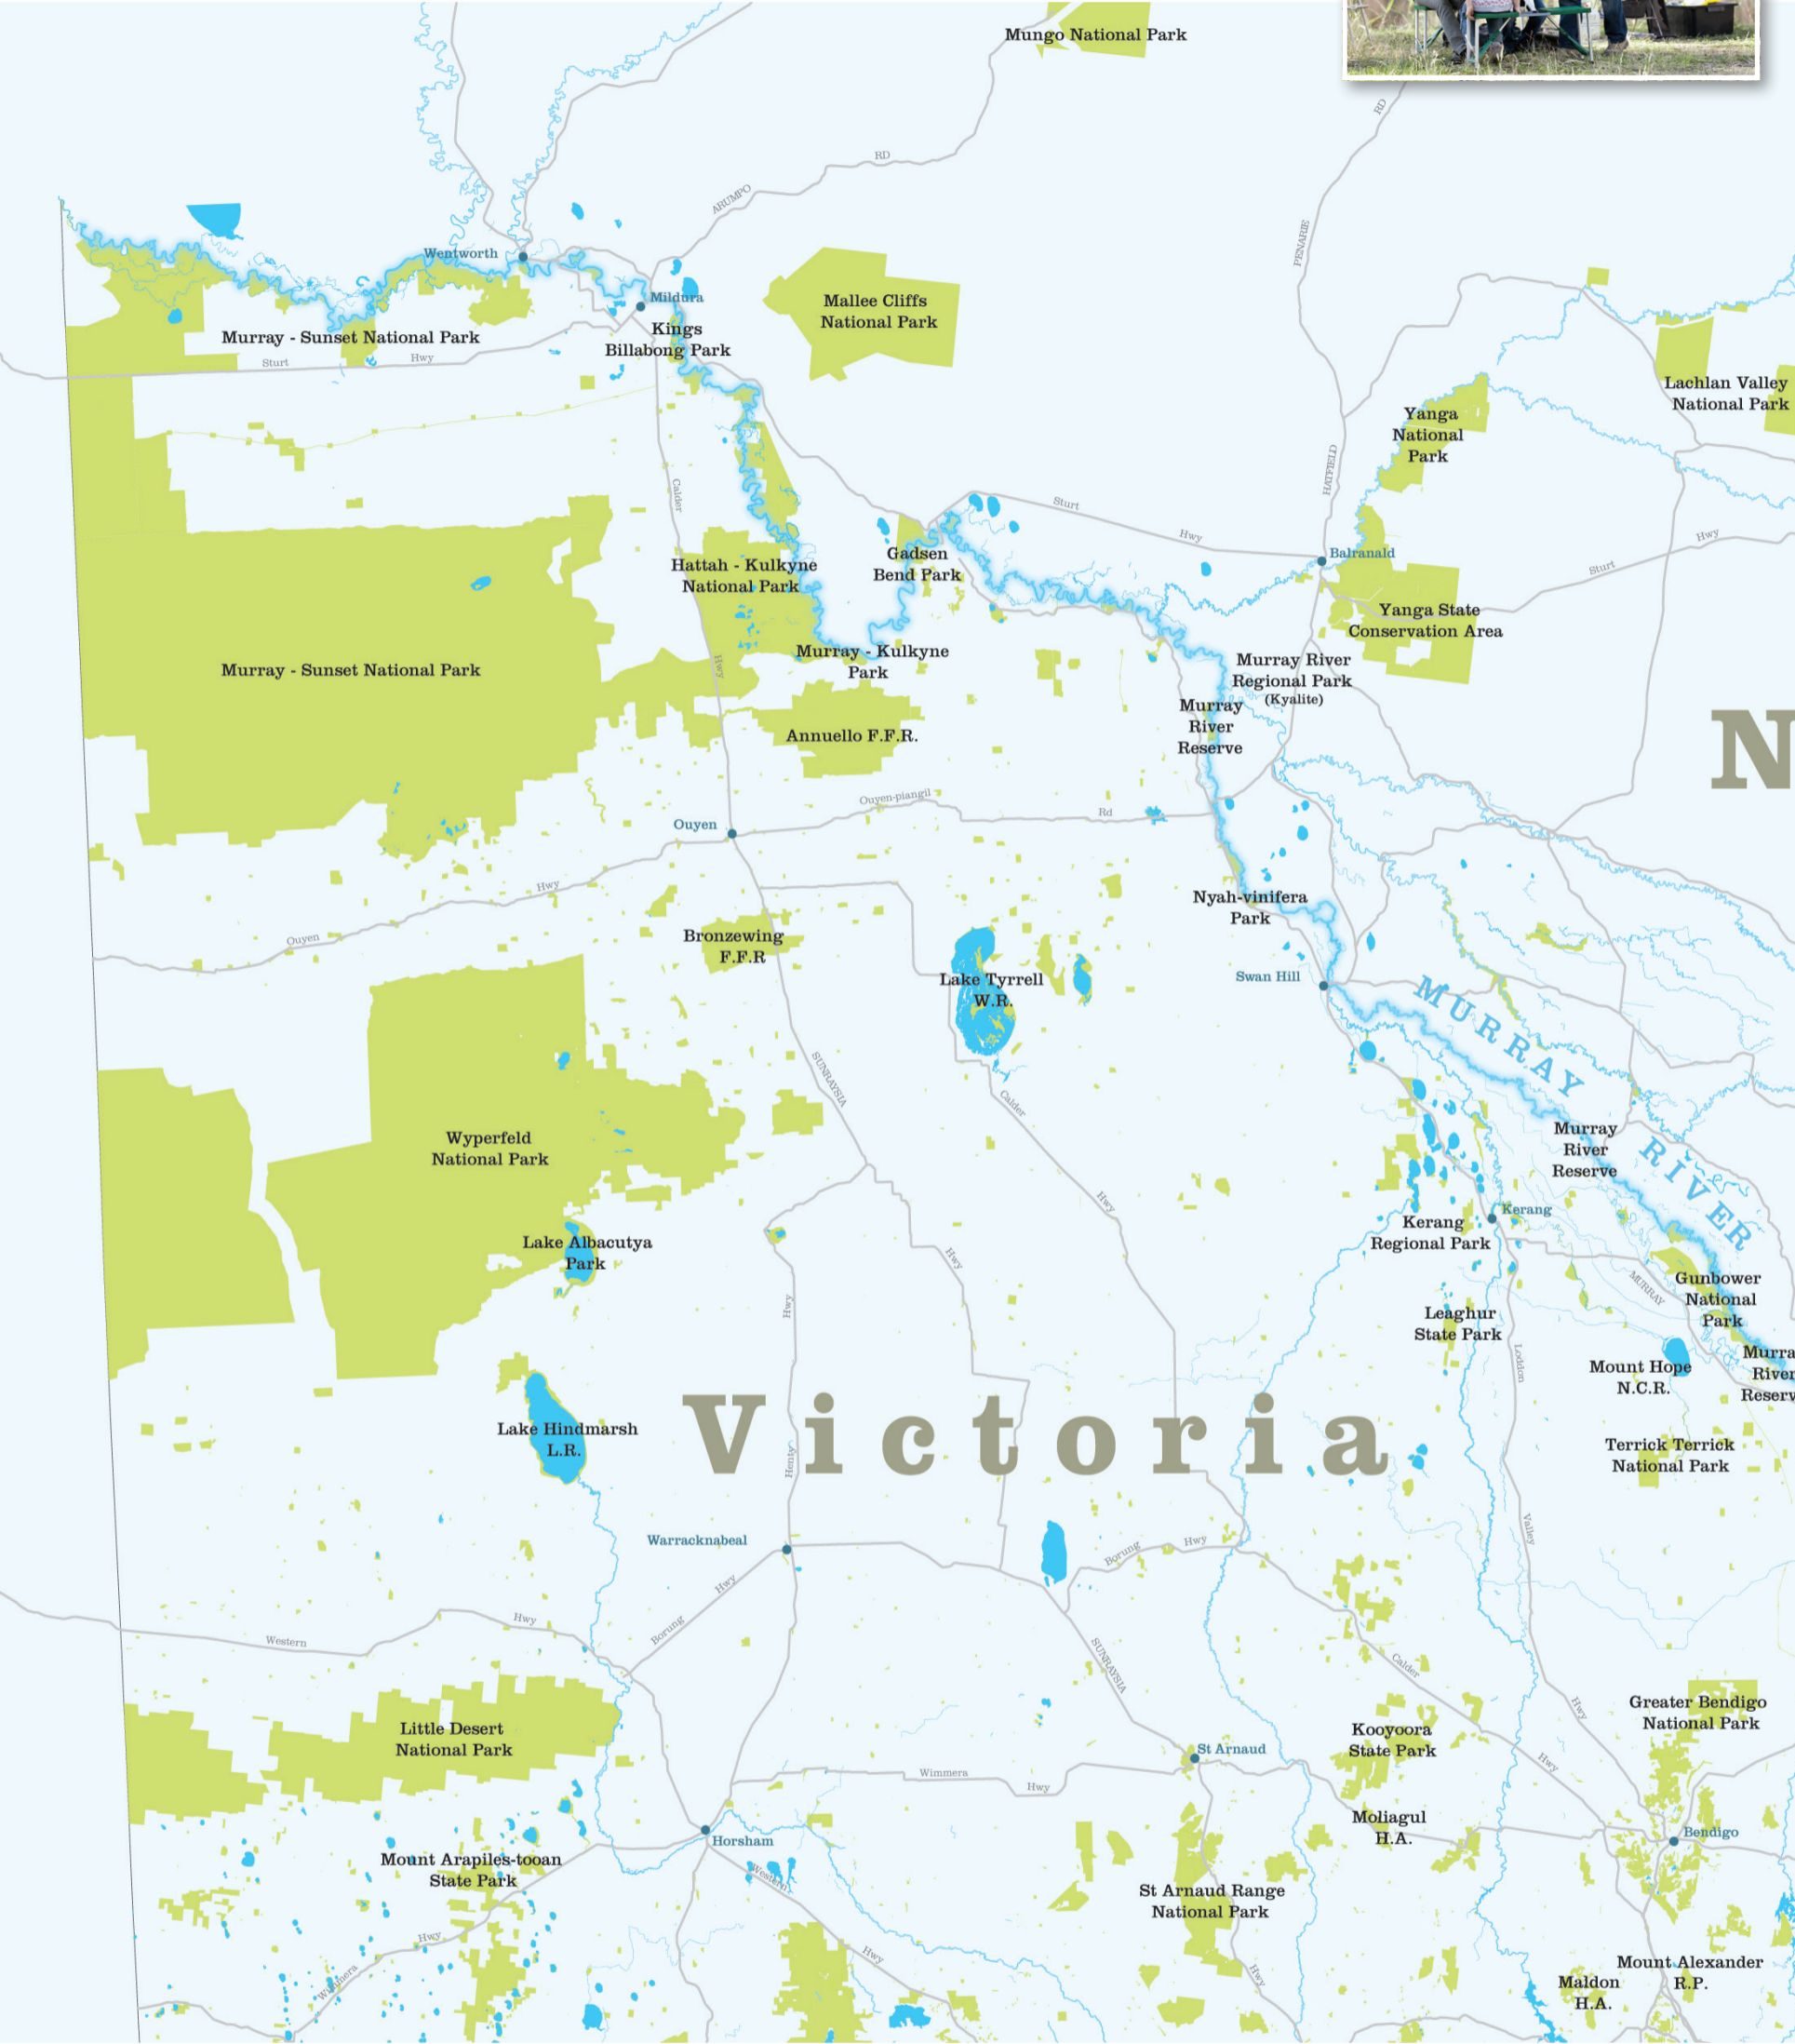 Mungo National Park
RD
RD
ARUMPO
PENARIE
Wentworth
Mildura
Mallee Cliffs
National Park
Kings
Billabong Park
Murray - Sunset National Park
Sturt
Hwy
Lachlan Valley
National Park
Yanga
National
Park
HATFIELD
Calder
Sturt
Hwy
Hwy
Sturt
Balranald
Gadsen
Bend Park
Hattah - Kulkyne
National Park
Yanga State
Conservation Area
Murray - Kulkyne
Park
Hwy
Murray River
Regional Park
(Kyalite)
Murray - Sunset National Park
Murray
River
Reserve
Annuello F.F.R.
N
Ouyen-piangil
Rd
Ouyen
Hwy
Ouyen
Nyah-vinifera
Park
Bronzewing
F.F.R
Lake Tyrrell
W.R.
Swan Hill
MURRAY
RIVER
SUNRAYSIA
Calder
Hwy
Wyperfeld
National Park
Murray
River
Reserve
Kerang
Kerang
Regional Park
Lake Albacutya
Park
Hwy
Hwy
MURRAY
Gunbower
National
Park
Leaghur
State Park
Loddon
Mount Hope
N.C.R.
Murra
River
Reserv
Lake Hindmarsh
L.R.
Victoria
Henty
Terrick Terrick
National Park
Warracknabeal
Borung
Hwy
Valley
Hwy
Borung
Hwy
Western
SUNRAYSIA
Calder
Hwy
Greater Bendigo
National Park
Little Desert
National Park
Kooyoora
State Park
St Arnaud
Hwy
Wimmera
Hwy
Moliagul
H.A.
Bendigo
Horsham
Mount Arapiles-tooan
State Park
Western
St Arnaud Range
National Park
Hwy
Wimmera
Hwy
Hwy
Mount Alexander
R.P.
Maldon
H.A.